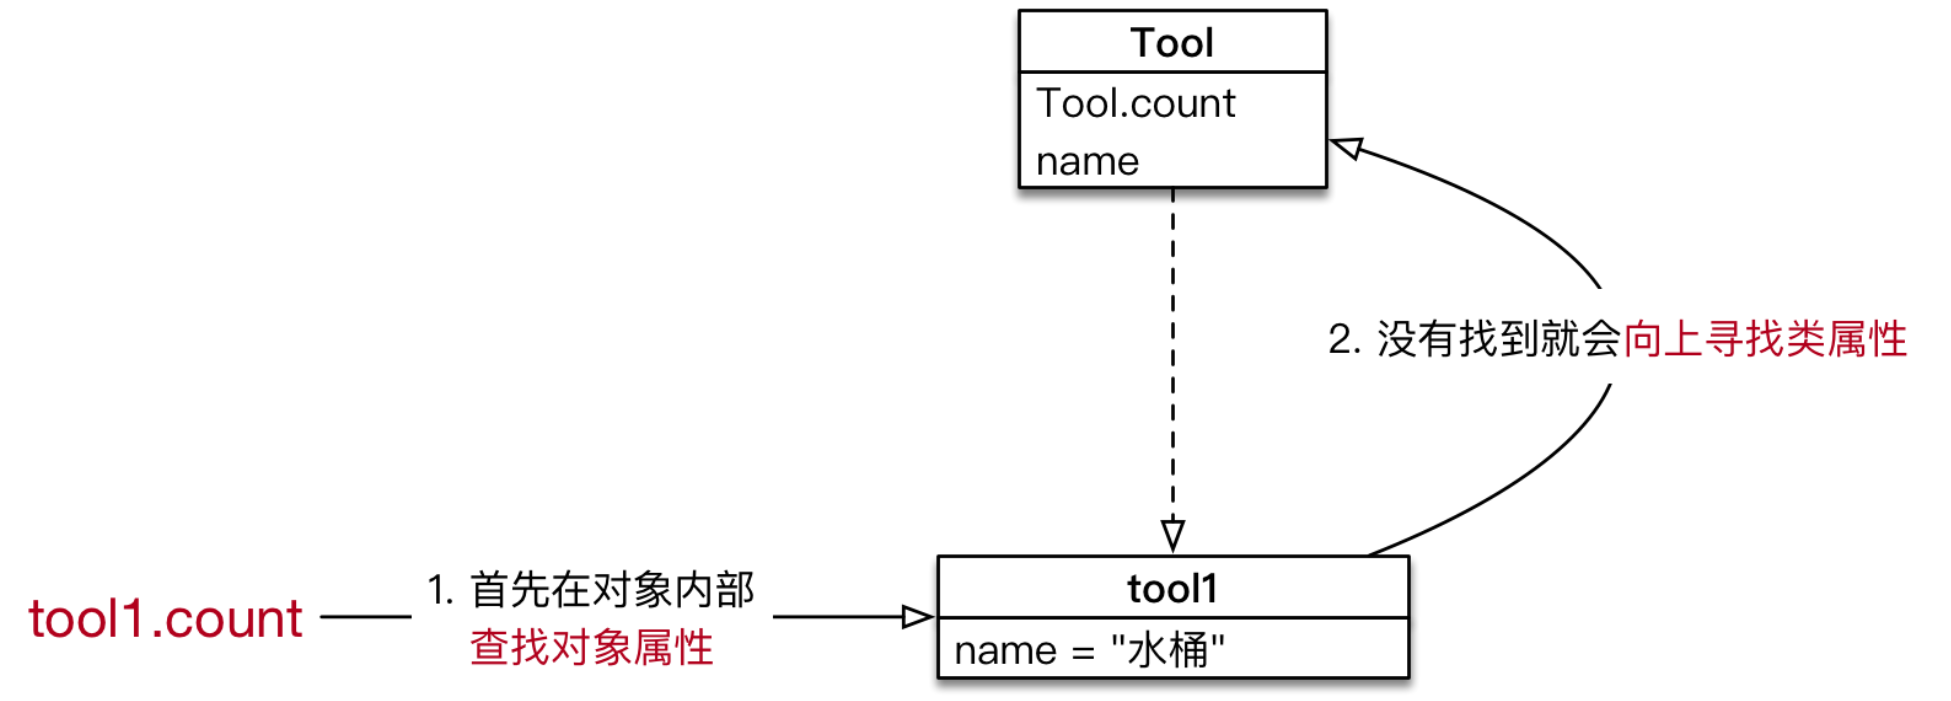 Tool
Tool.count
name
2. 没有找到就会向上寻找类属性
tool1.count
1. 首先在对象内部
查找对象属性
tool1
name = "水桶"